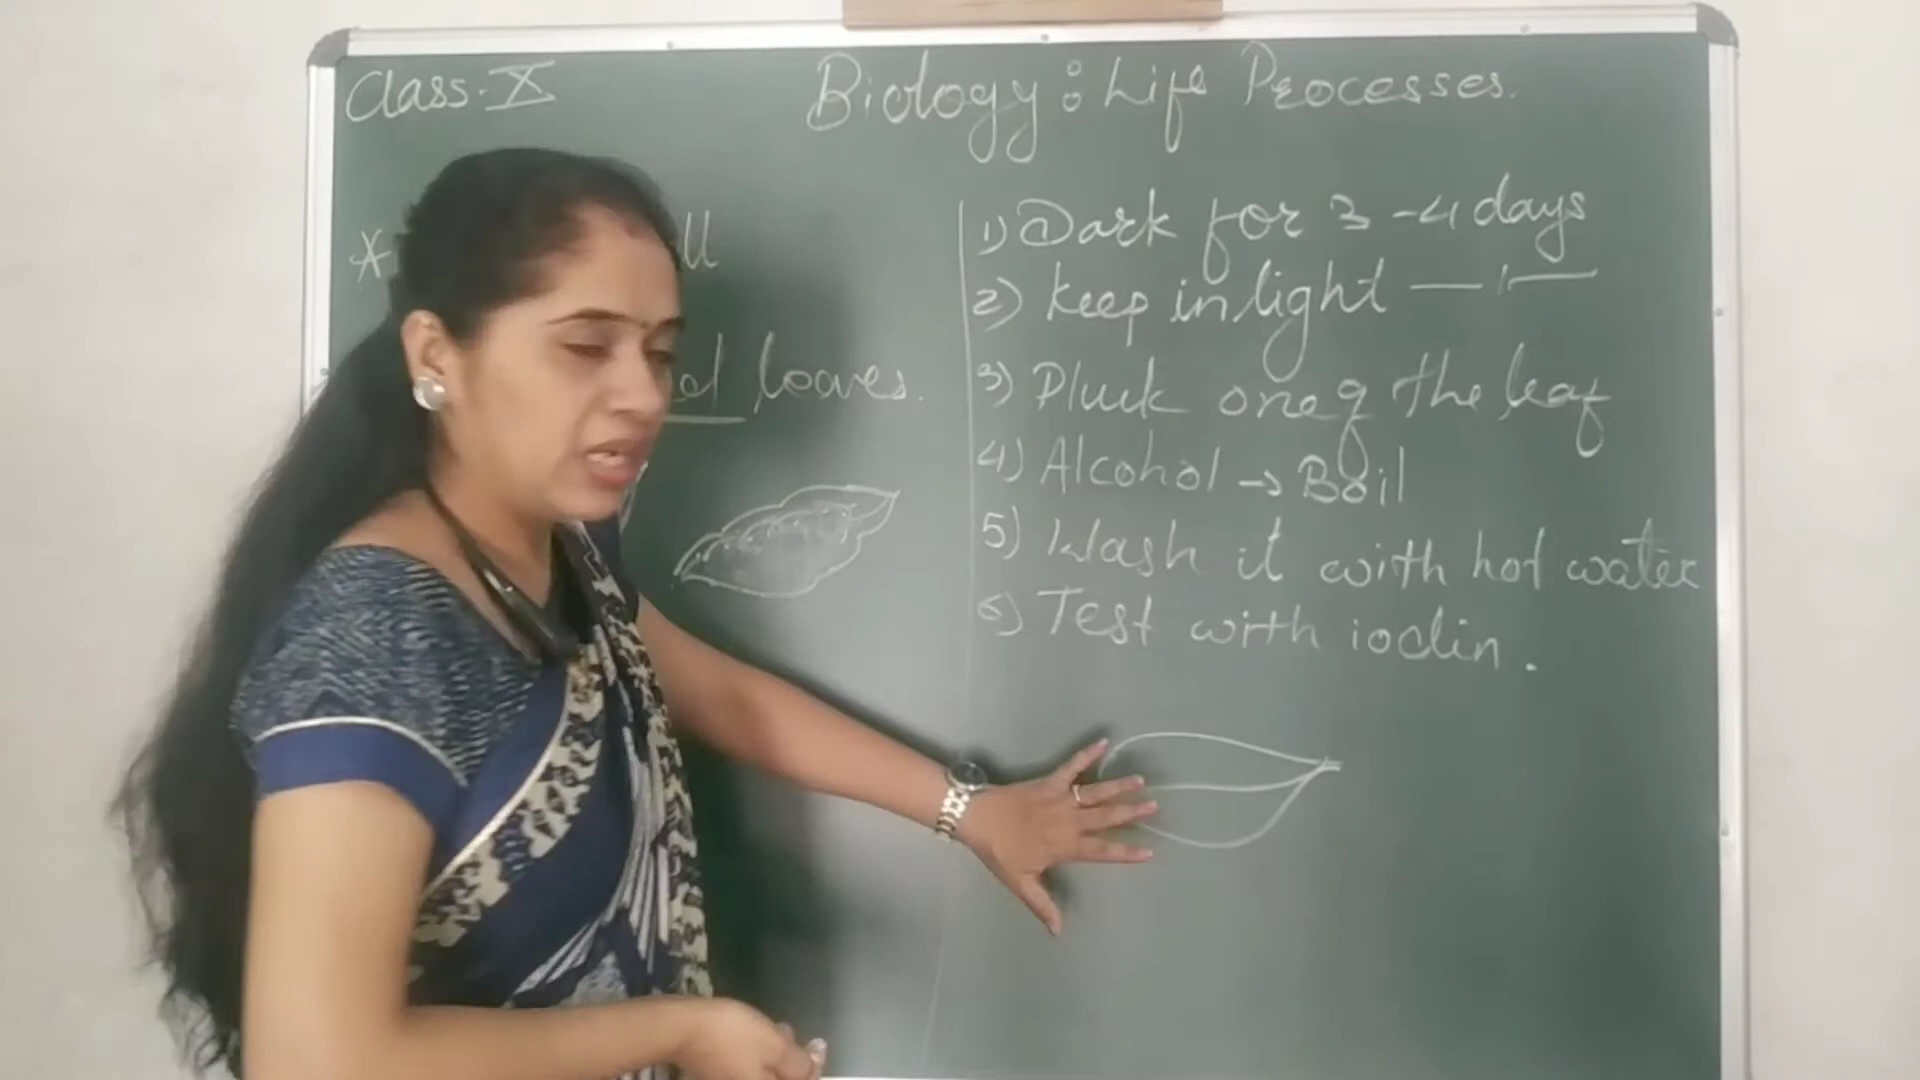 Class-X
Biology: Life Processes.
ll
leaves.
1) Dark for 3-4 days
2) Keep in light — 11 —
3) Pluck one of the leaf
4) Alcohol → Boil
5) Wash it with hot water
6) Test with iodin.